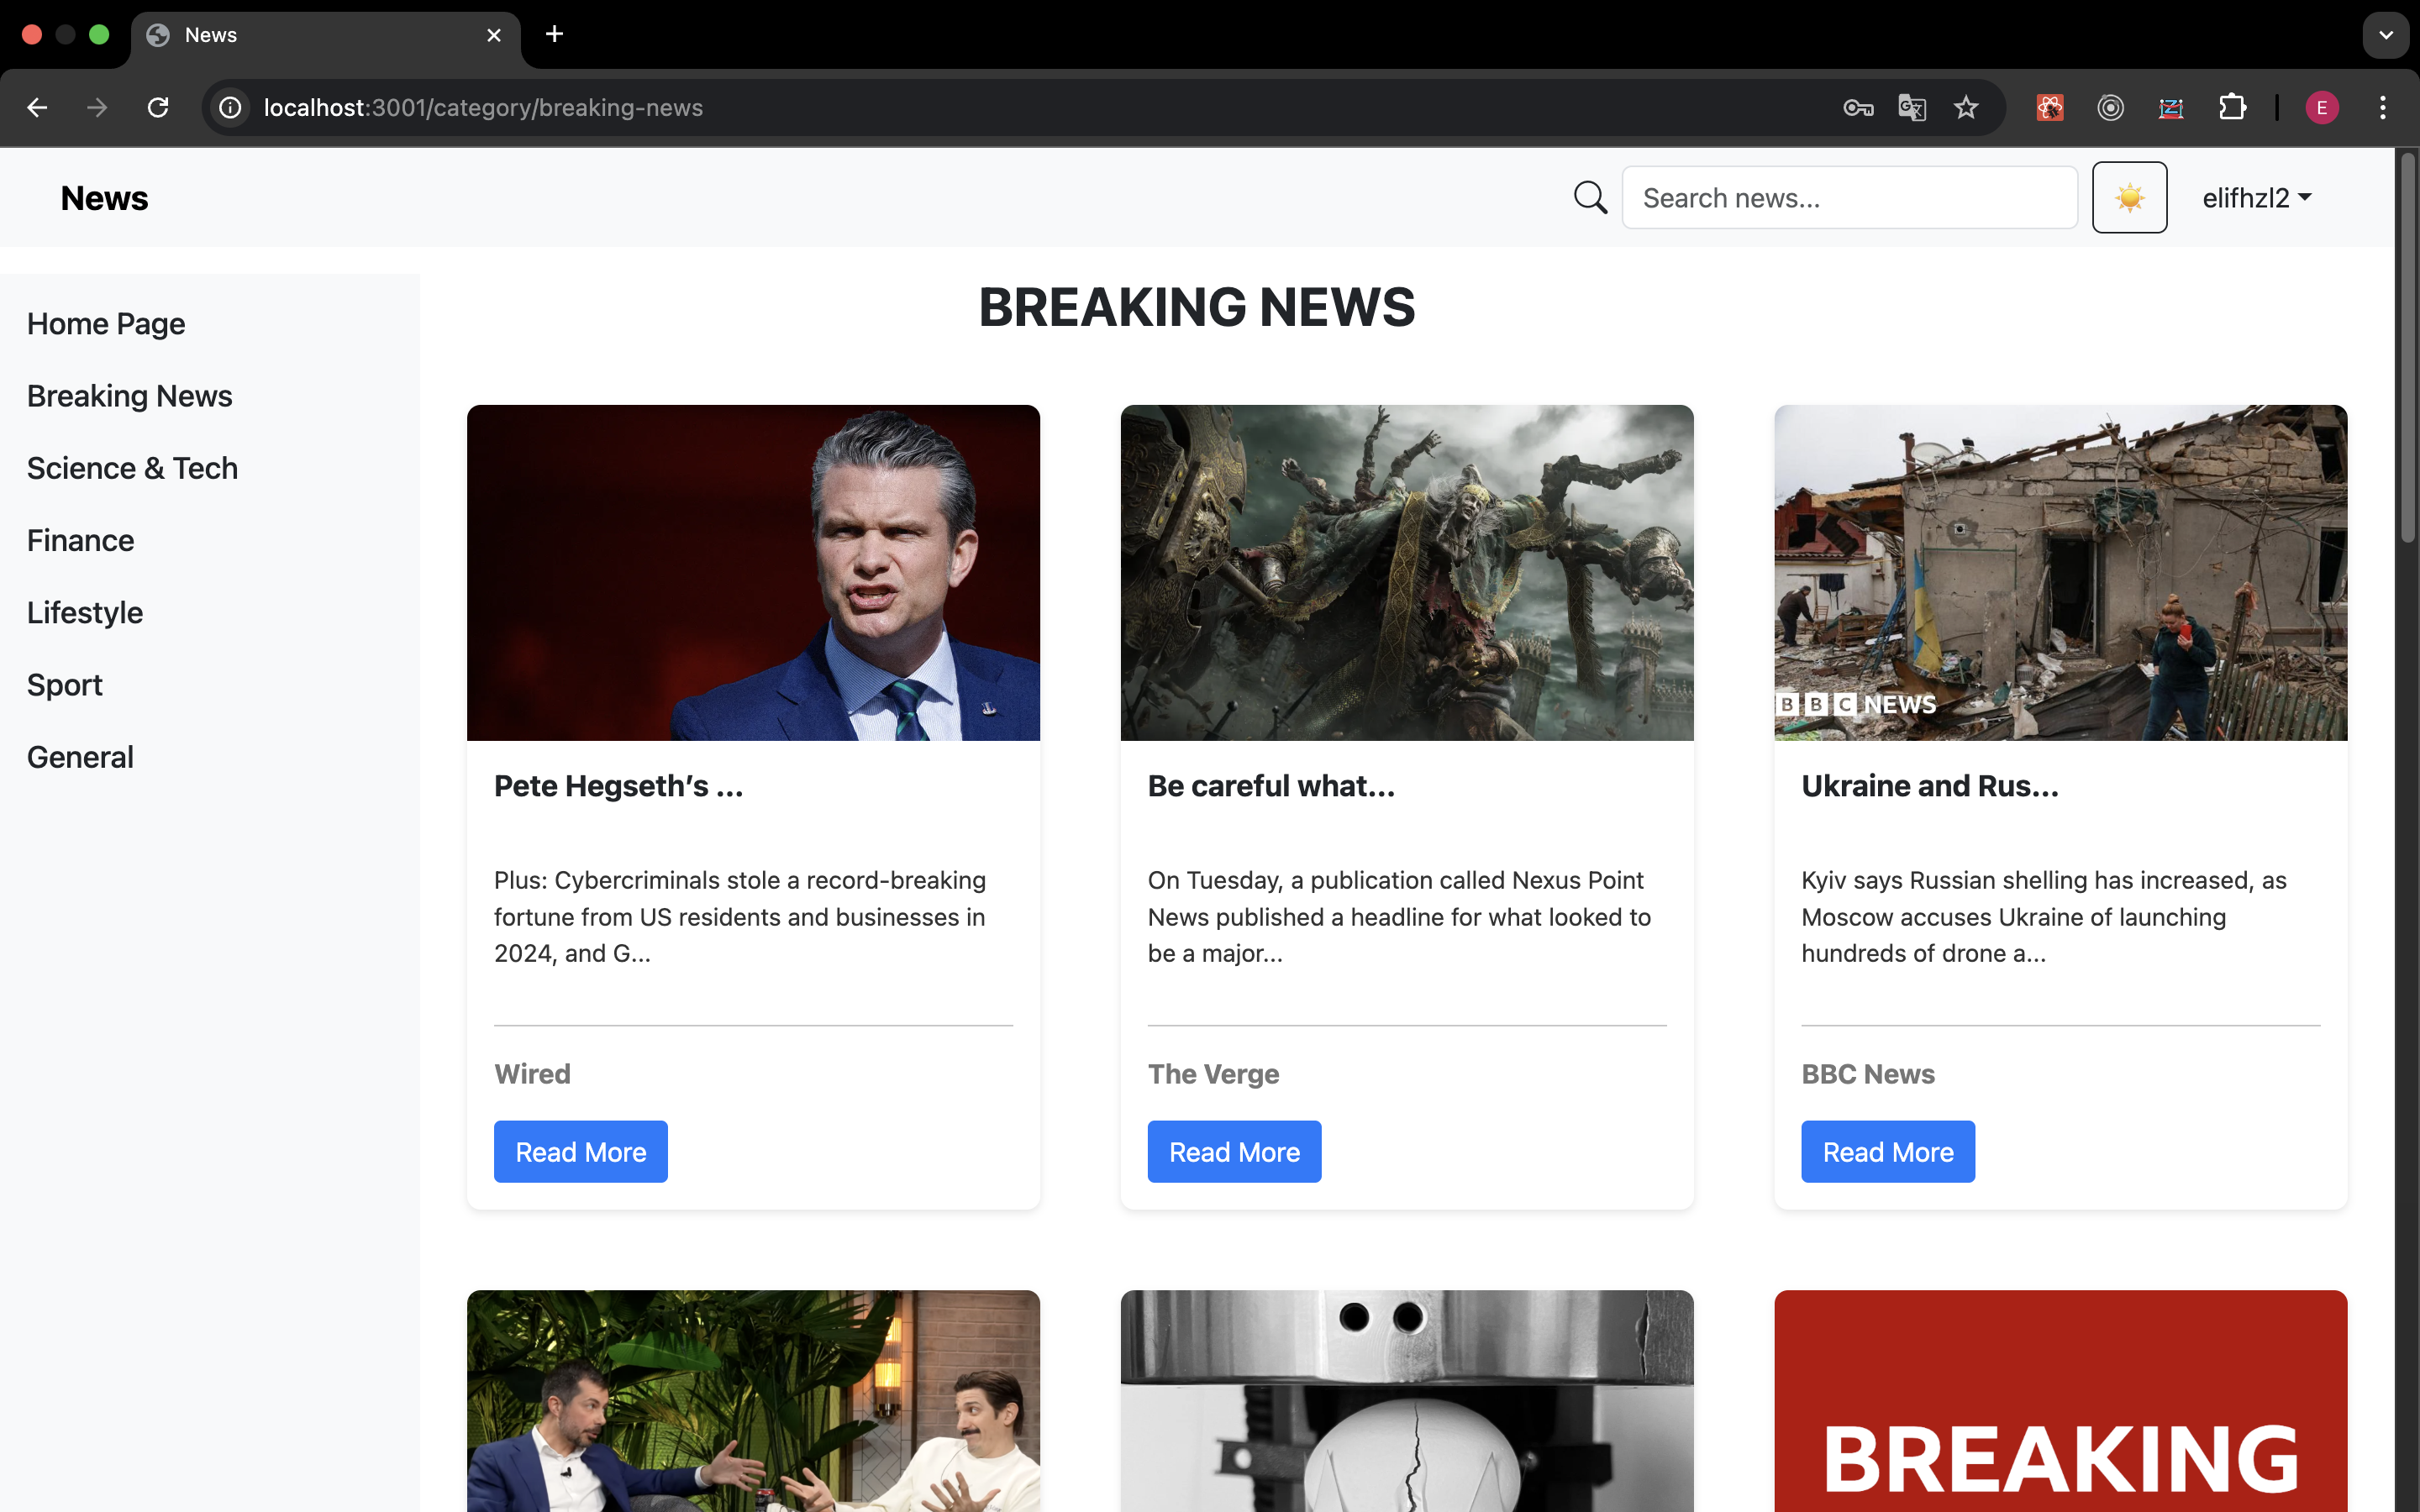 News
localhost:3001/category/breaking-news
E
News
Search news...
elifhzl2
Home Page
Breaking News
Science & Tech
Finance
Lifestyle
Sport
General
BREAKING NEWS
BBC NEWS
Pete Hegseth’s ...
Plus: Cybercriminals stole a record-breaking
fortune from US residents and businesses in
2024, and G...
Wired
Read More
Be careful what...
On Tuesday, a publication called Nexus Point
News published a headline for what looked to
be a major...
The Verge
Read More
Ukraine and Rus...
Kyiv says Russian shelling has increased, as
Moscow accuses Ukraine of launching
hundreds of drone a...
BBC News
Read More
BREAKING